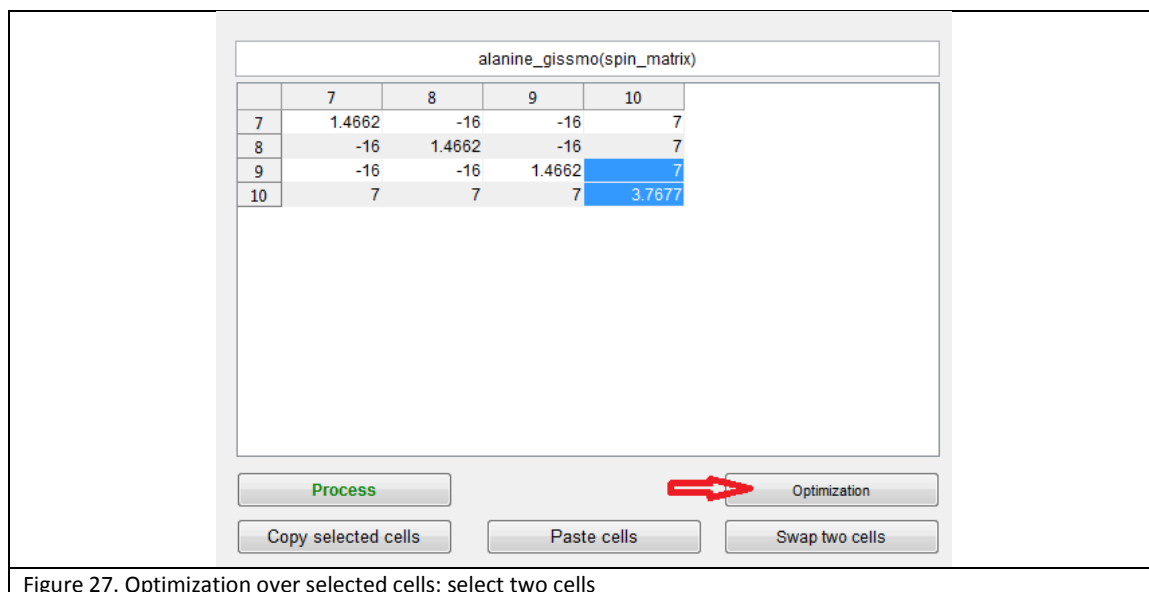 alanine_gissmo(spin_matrix)
7 8 9 10
7 1.4662 -16 -16 7
8 -16 1.4662 -16 7
9 -16 -16 1.4662 7
10 7 7 7 3.7677
Process Optimization
Copy selected cells Paste cells Swap two cells
Figure 27. Optimization over selected cells: select two cells